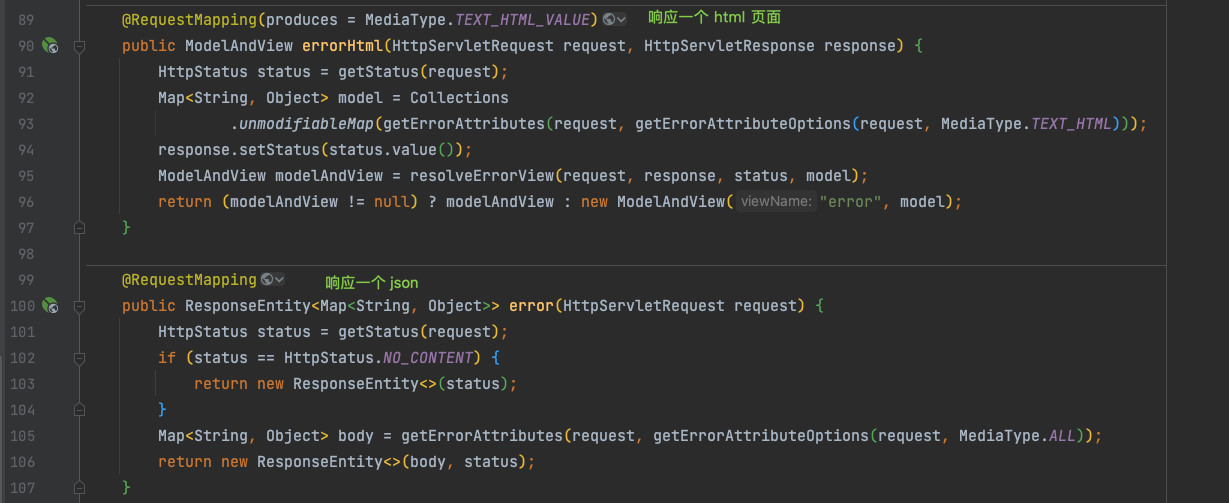 89 @RequestMapping(produces = MediaType.TEXT_HTML_VALUE) 响应一个 html 页面
90 public ModelAndView errorHtml(HttpServletRequest request, HttpServletResponse response) {
91 HttpStatus status = getStatus(request);
92 Map<String, Object> model = Collections
93 .unmodifiableMap(getErrorAttributes(request, getErrorAttributeOptions(request, MediaType.TEXT_HTML)));
94 response.setStatus(status.value());
95 ModelAndView modelAndView = resolveErrorView(request, response, status, model);
96 return (modelAndView != null) ? modelAndView : new ModelAndView( viewName: "error", model);
97 }
98
99 @RequestMapping 响应一个 json
100 public ResponseEntity<Map<String, Object>> error(HttpServletRequest request) {
101 HttpStatus status = getStatus(request);
102 if (status == HttpStatus.NO_CONTENT) {
103 return new ResponseEntity<>(status);
104 }
105 Map<String, Object> body = getErrorAttributes(request, getErrorAttributeOptions(request, MediaType.ALL));
106 return new ResponseEntity<>(body, status);
107 }